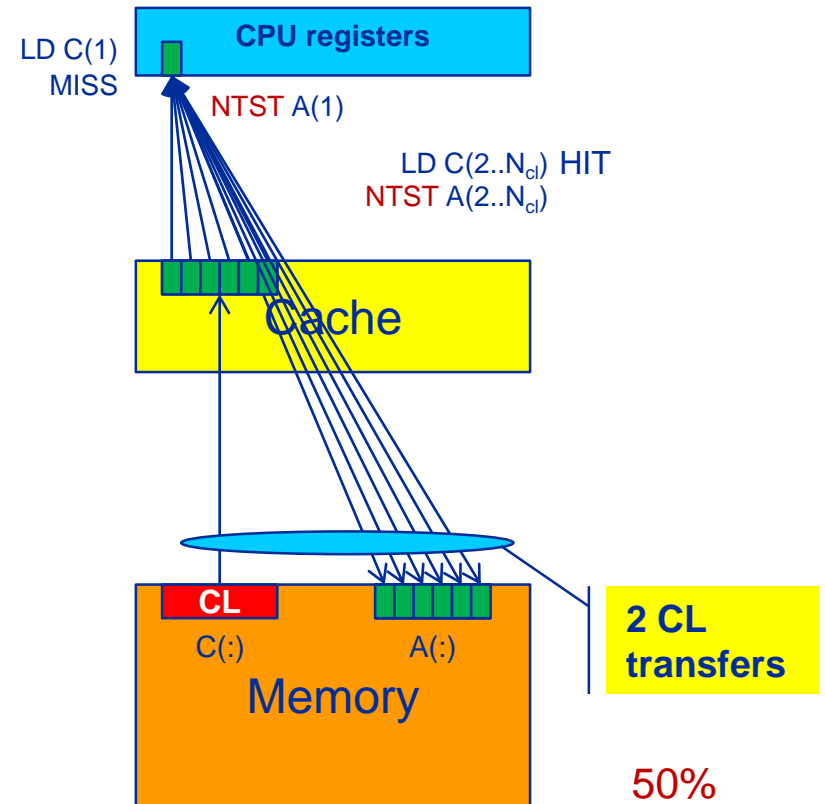 CPU registers
LD C(1)
MISS
NTST A(1)
LD C(2..Ncl) HIT
NTST A(2..Ncl)
Cache
CL
C(:)
A(:)
Memory
2 CL
transfers
50%